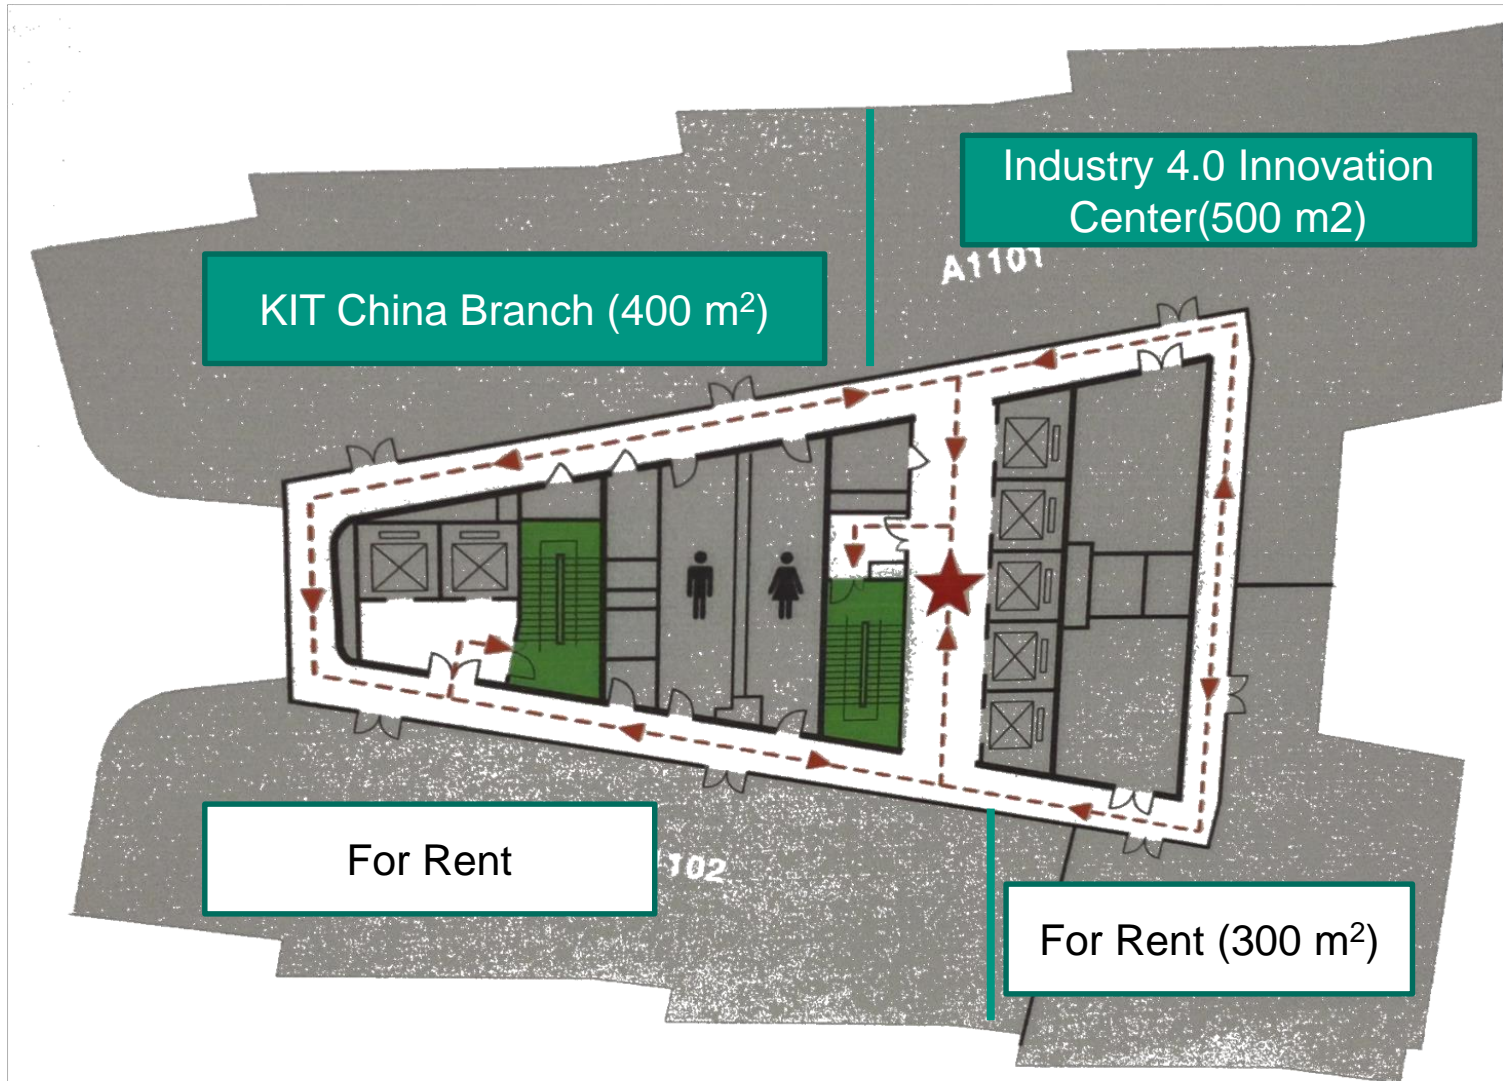 Industry 4.0 Innovation
Center(500 m2)
A1101
KIT China Branch (400 m²)
For Rent
102
For Rent (300 m²)